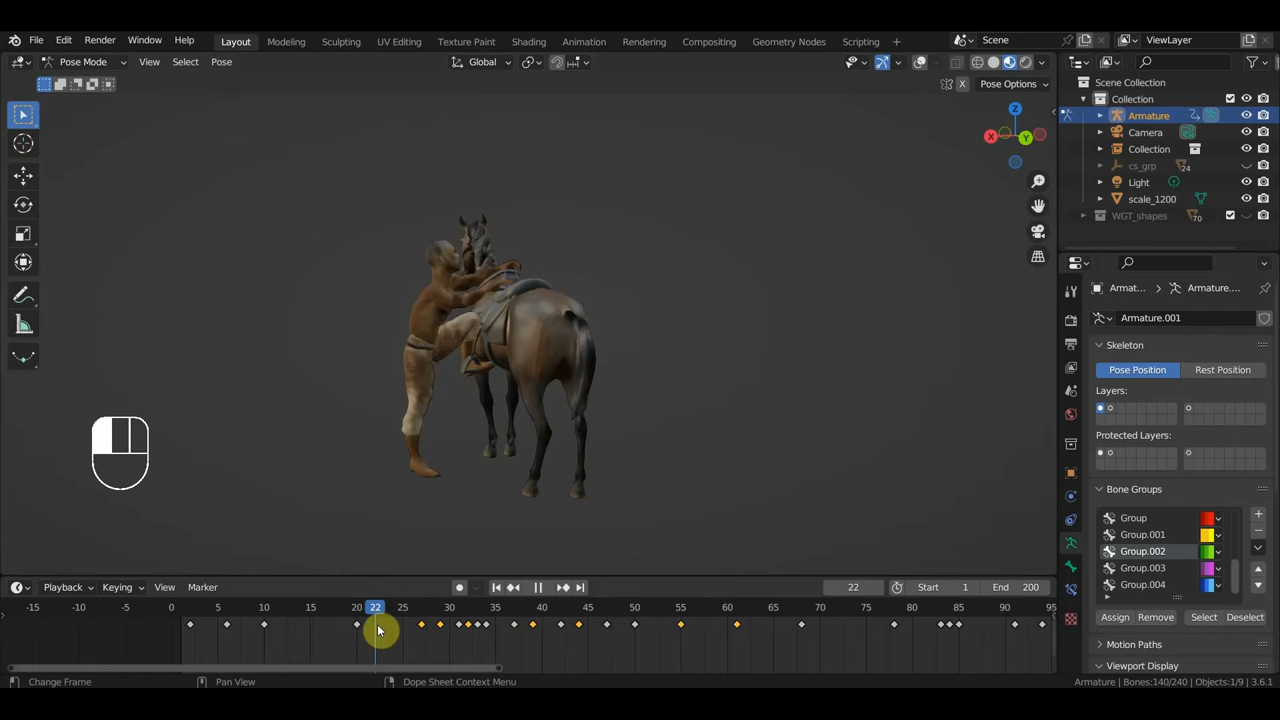 File Edit Render Window Help Layout Modeling Sculpting UV Editing Texture Paint Shading Animation Rendering Compositing Geometry Nodes Scripting + Scene ViewLayer
Pose Mode View Select Pose Global
X Pose Options
Z
X Y
Scene Collection
Collection
Armature
Camera
Collection
cs_grp 24
Light
scale_1200
WGT_shapes 70
Armat... Armature....
Armature.001
Skeleton
Pose Position Rest Position
Layers:
Protected Layers:
Bone Groups
Group
Group.001
Group.002
Group.003
Group.004
Assign Remove Select Deselect
Motion Paths
Viewport Display
Playback Keying View Marker 22 Start 1 End 200
-15 -10 -5 0 5 10 15 20 22 25 30 35 40 45 50 55 60 65 70 75 80 85 90 95
Change Frame Pan View Dope Sheet Context Menu Armature | Bones:140/240 | Objects:1/9 | 3.6.1